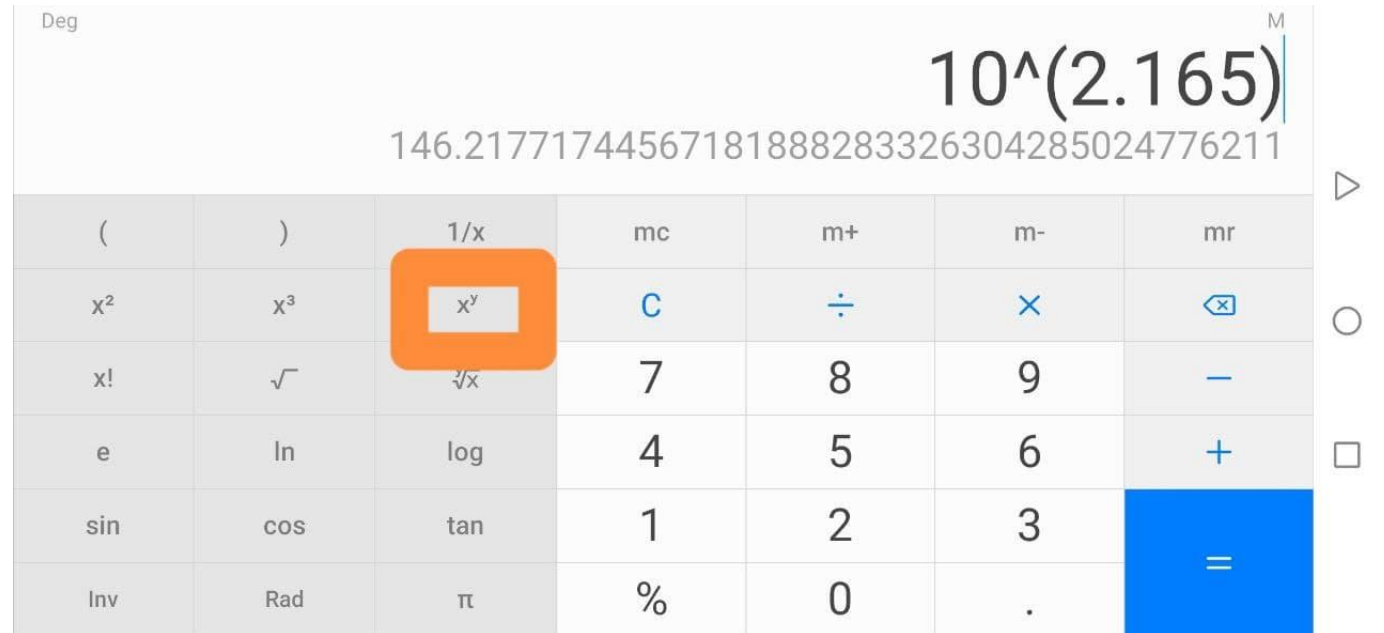 Deg M
10^(2.165)
146.21771744567181888283326304285024776211
( ) 1/x mc m+ m- mr
x² x³ xʸ C ÷ ×
x! √ ʸ√x 7 8 9 −
e ln log 4 5 6 +
sin cos tan 1 2 3 =
Inv Rad π % 0 .